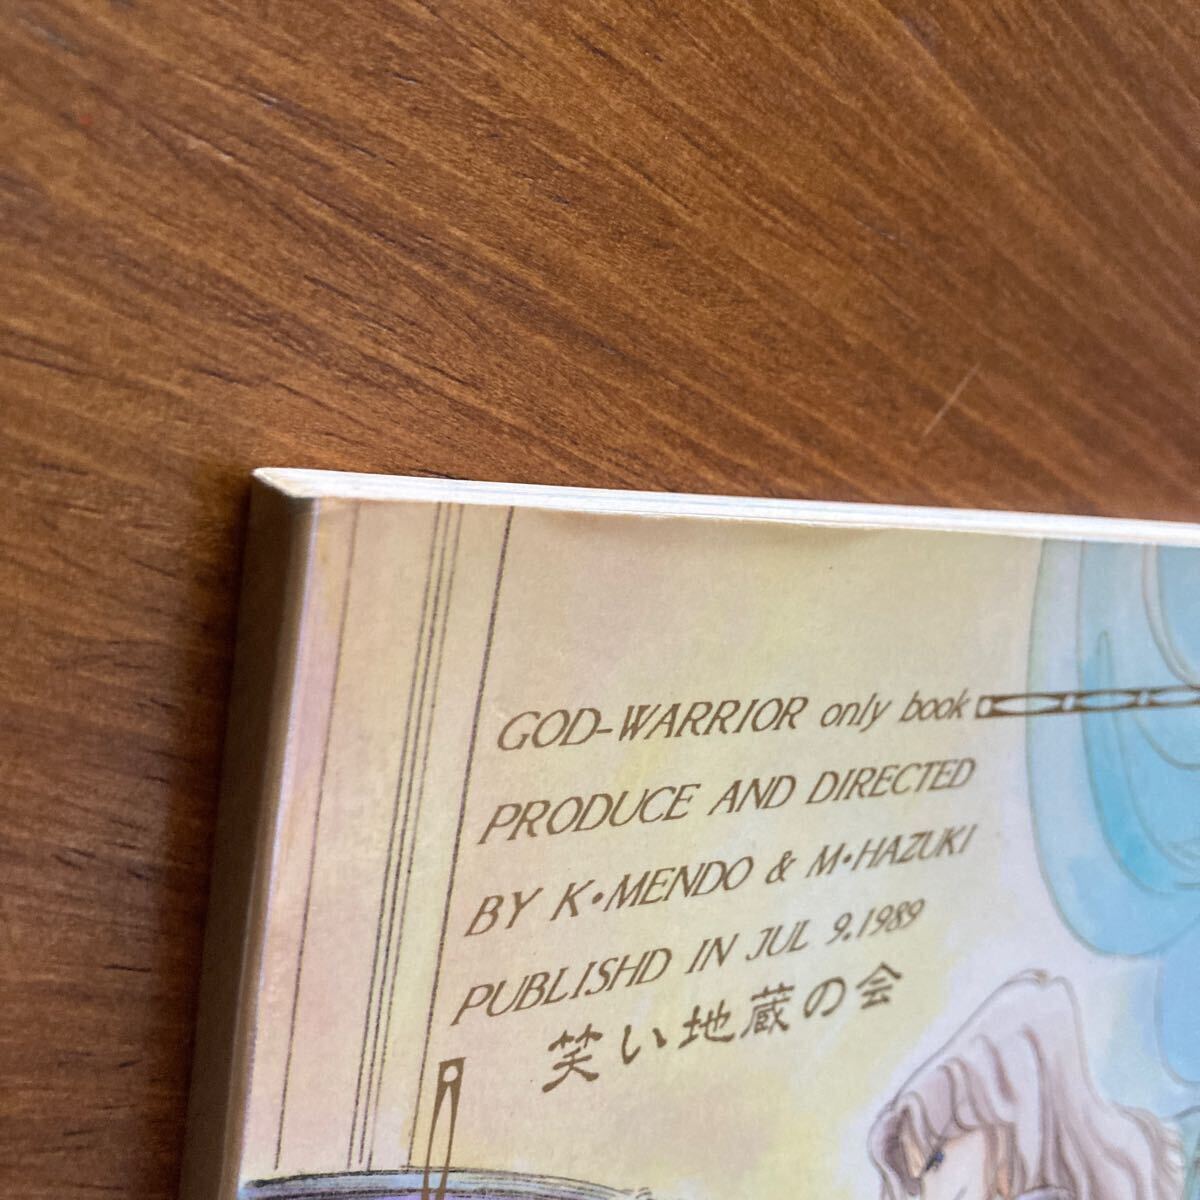 GOD-WARRIOR only book
PRODUCE AND DIRECTED
BY K・MENDO & M・HAZUKI
PUBLISHD IN JUL 9.1989
笑い地蔵の会